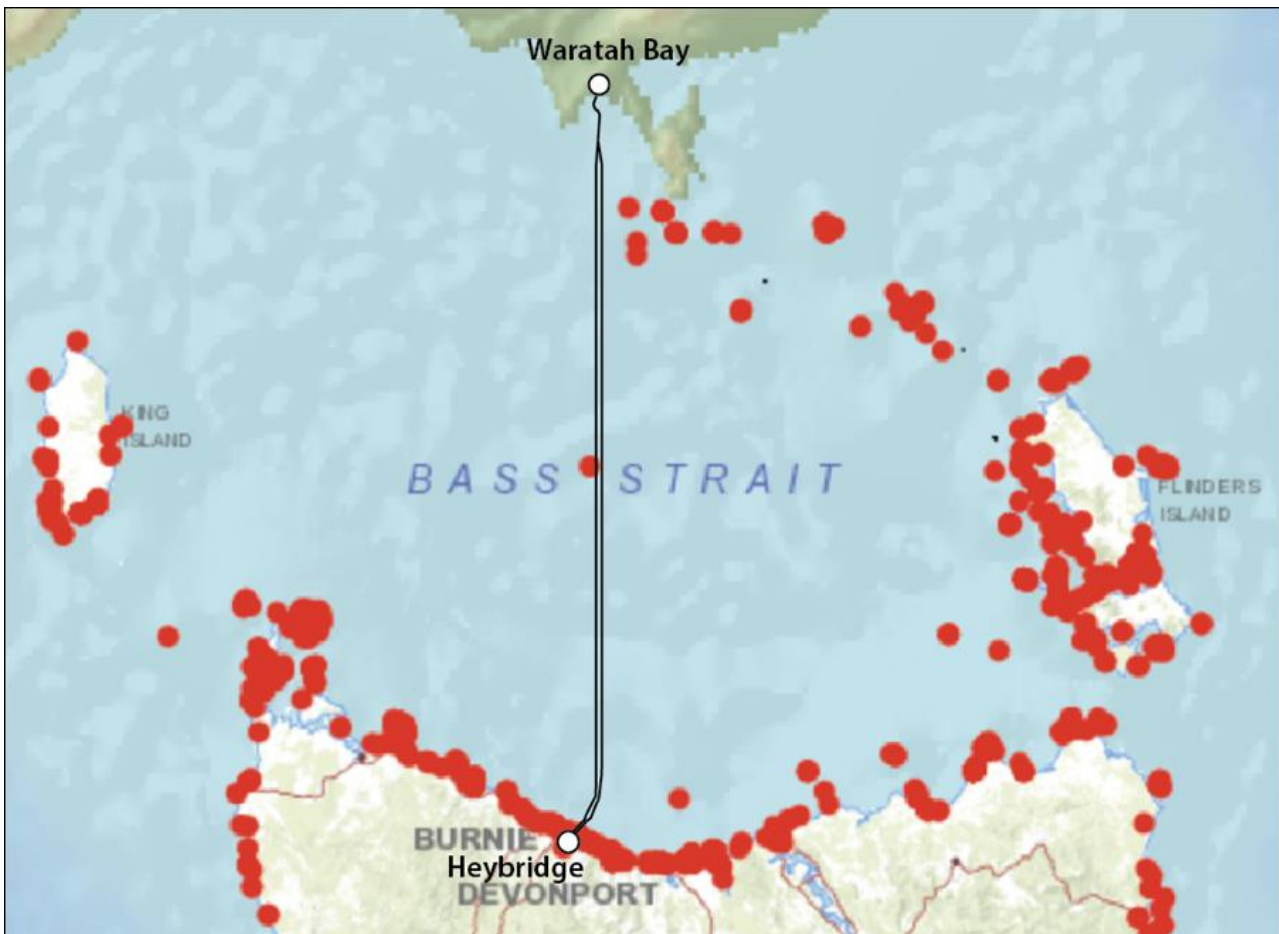 Waratah Bay
KING
ISLAND
BASS STRAIT
FLINDERS
ISLAND
BURNIE
Heybridge
DEVONPORT